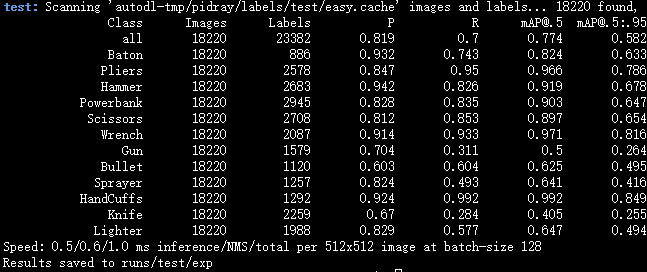 test: Scanning 'autodl-tmp/pidray/labels/test/easy.cache' images and labels... 18220 found,
Class Images Labels P R mAP@.5 mAP@.5:.95
all 18220 23382 0.819 0.7 0.774 0.582
Baton 18220 886 0.932 0.743 0.824 0.633
Pliers 18220 2578 0.847 0.95 0.966 0.786
Hammer 18220 2683 0.942 0.826 0.919 0.678
Powerbank 18220 2945 0.828 0.835 0.903 0.647
Scissors 18220 2708 0.812 0.853 0.897 0.654
Wrench 18220 2087 0.914 0.933 0.971 0.816
Gun 18220 1579 0.704 0.311 0.5 0.264
Bullet 18220 1120 0.603 0.604 0.625 0.495
Sprayer 18220 1257 0.824 0.493 0.641 0.416
HandCuffs 18220 1292 0.924 0.992 0.992 0.849
Knife 18220 2259 0.67 0.284 0.405 0.255
Lighter 18220 1988 0.829 0.577 0.647 0.494
Speed: 0.5/0.6/1.0 ms inference/NMS/total per 512x512 image at batch-size 128
Results saved to runs/test/exp